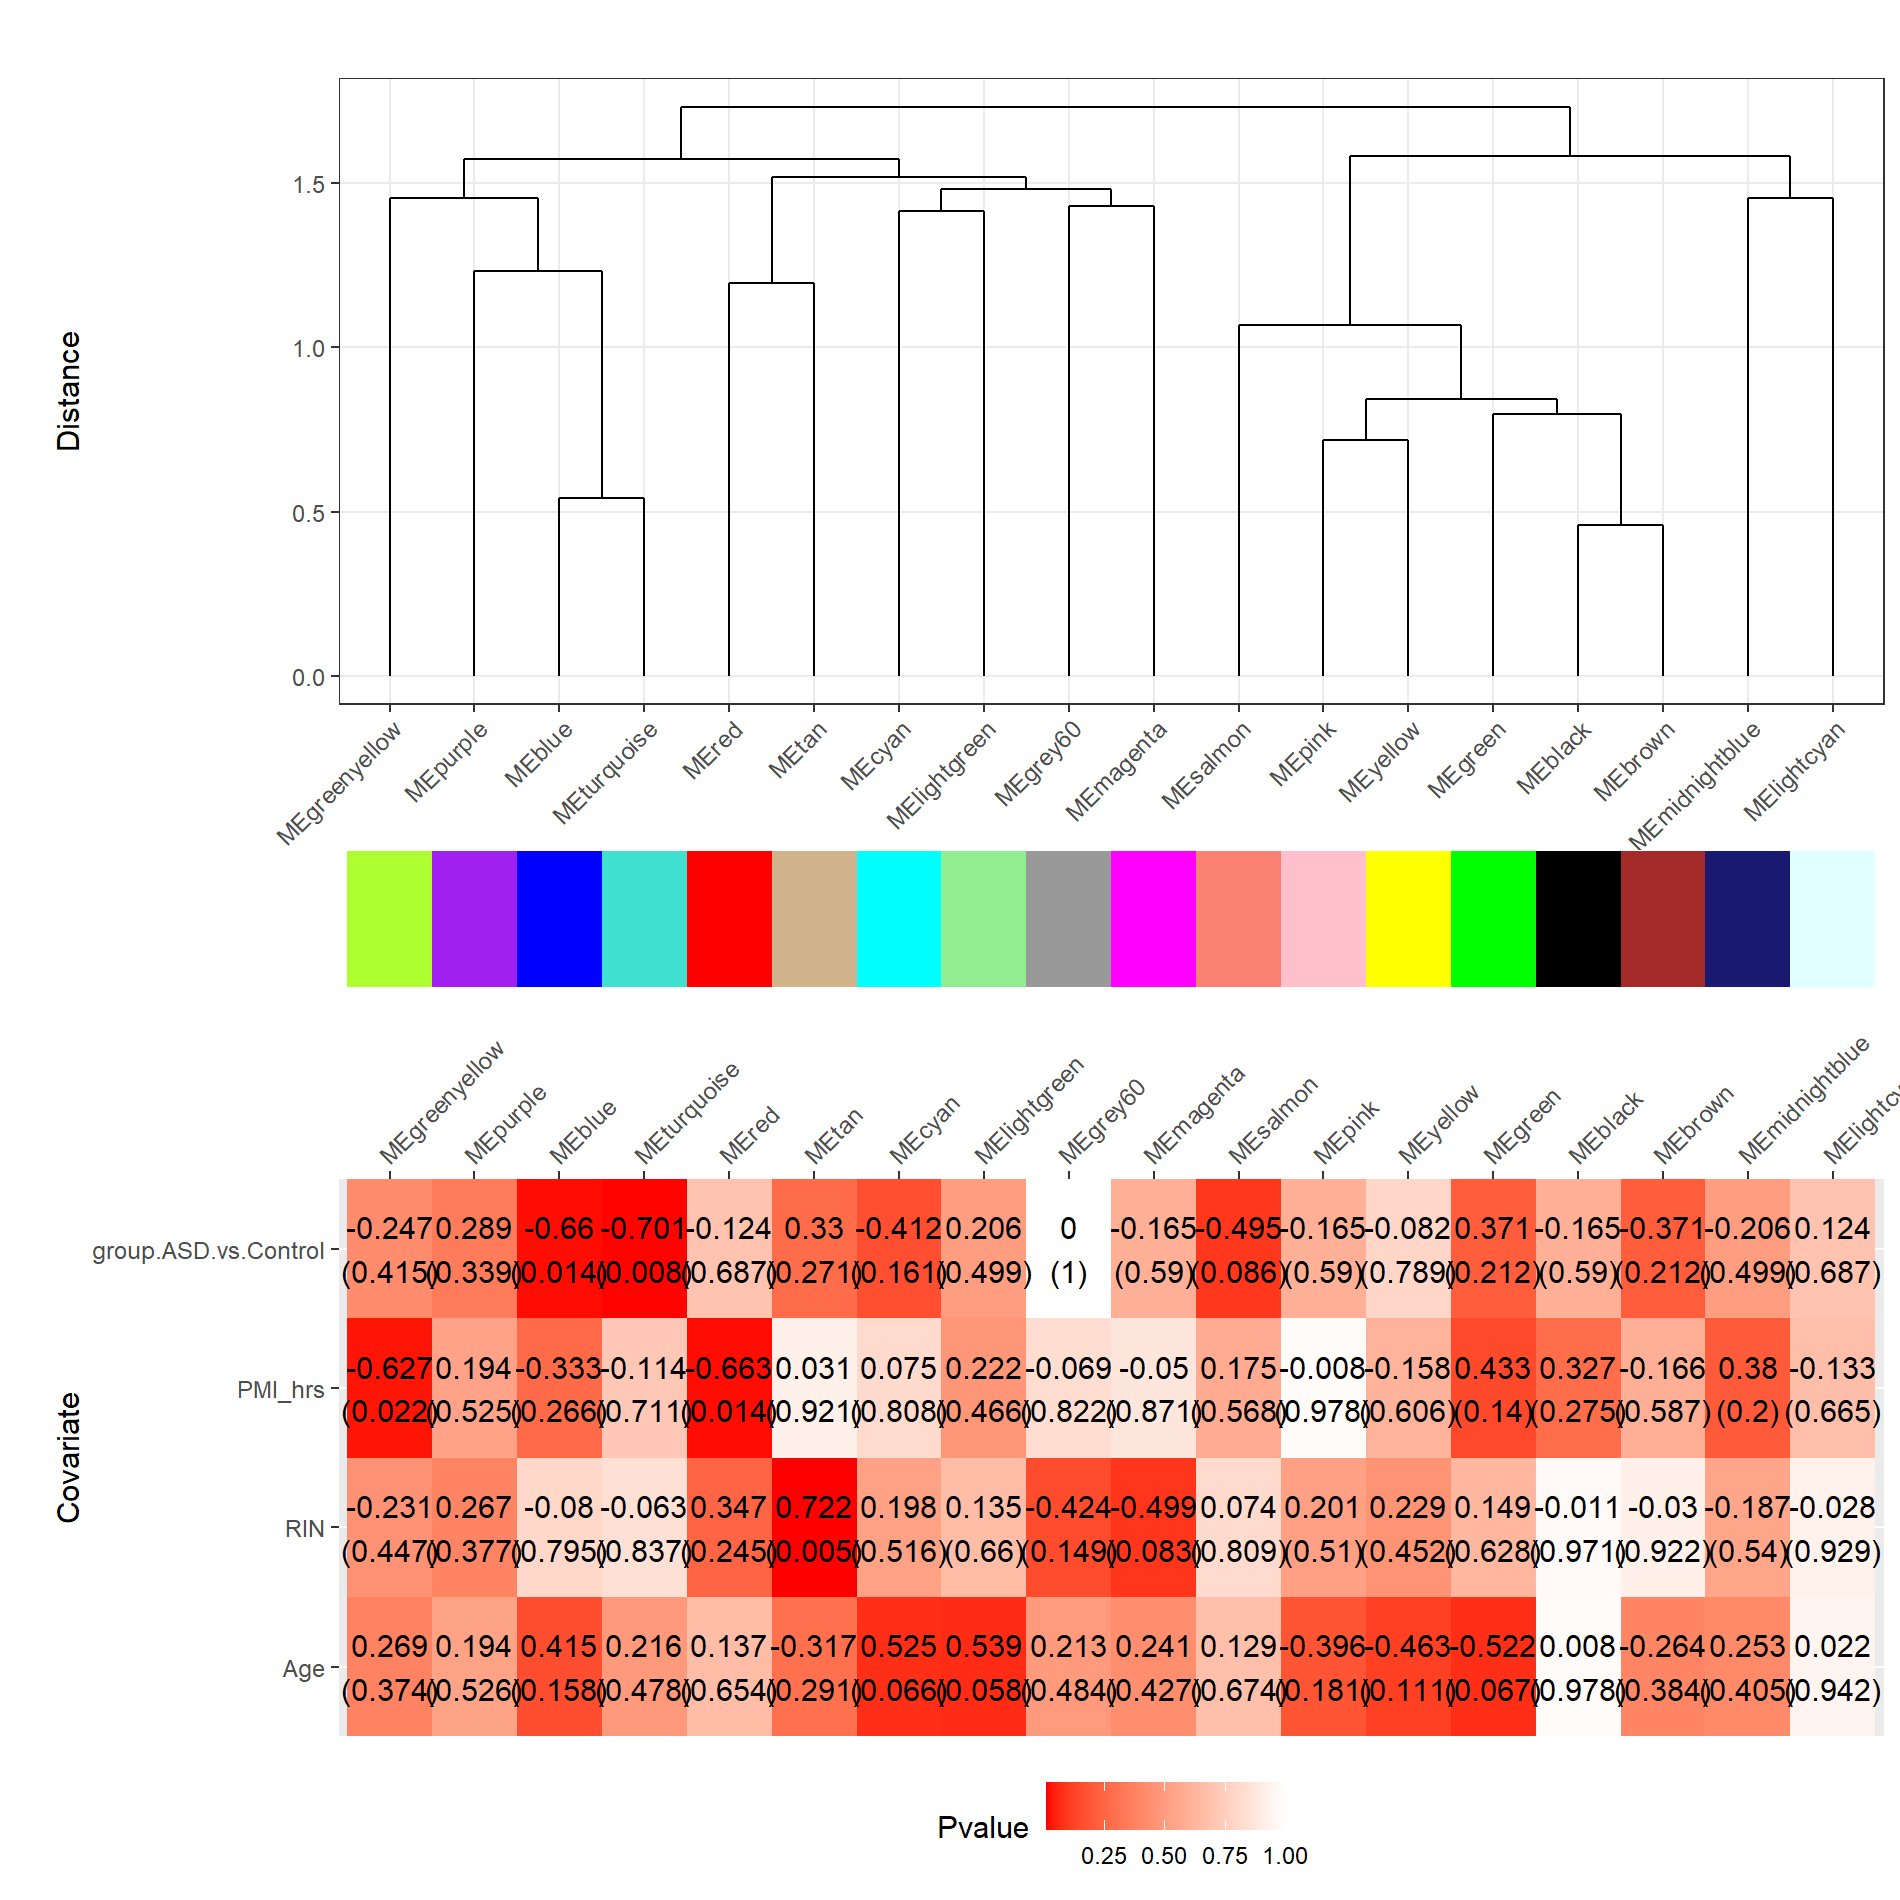 Distance
1.5
1.0
0.5
0.0
MEgreenyellow
MEpurple
MEblue
MEturquoise
MEred
MEtan
MEcyan
MElightgreen
MEgrey60
MEmagenta
MEsalmon
MEpink
MEyellow
MEgreen
MEblack
MEbrown
MEmidnightblue
MElightcyan
MEgreenyellow
MEpurple
MEblue
MEturquoise
MEred
MEtan
MEcyan
MElightgreen
MEgrey60
MEmagenta
MEsalmon
MEpink
MEyellow
MEgreen
MEblack
MEbrown
MEmidnightblue
MElightcy
Covariate
group.ASD.vs.Control
-0.247 0.289 -0.66 -0.701 -0.124 0.33 -0.412 0.206 0 -0.165 -0.495 -0.165 -0.082 0.371 -0.165 -0.371 -0.206 0.124
(0.415) (0.339) (0.014) (0.008) (0.687) (0.271) (0.161) (0.499) (1) (0.59) (0.086) (0.59) (0.789) (0.212) (0.59) (0.212) (0.499) (0.687)
PMI_hrs
-0.627 0.194 -0.333 -0.114 -0.663 0.031 0.075 0.222 -0.069 -0.05 0.175 -0.008 -0.158 0.433 0.327 -0.166 0.38 -0.133
(0.022) (0.525) (0.266) (0.711) (0.014) (0.921) (0.808) (0.466) (0.822) (0.871) (0.568) (0.978) (0.606) (0.14) (0.275) (0.587) (0.2) (0.665)
RIN
-0.231 0.267 -0.08 -0.063 0.347 0.722 0.198 0.135 -0.424 -0.499 0.074 0.201 0.229 0.149 -0.011 -0.03 -0.187 -0.028
(0.447) (0.377) (0.795) (0.837) (0.245) (0.005) (0.516) (0.66) (0.149) (0.083) (0.809) (0.51) (0.452) (0.628) (0.971) (0.922) (0.54) (0.929)
Age
0.269 0.194 0.415 0.216 0.137 -0.317 0.525 0.539 0.213 0.241 0.129 -0.396 -0.463 -0.522 0.008 -0.264 0.253 0.022
(0.374) (0.526) (0.158) (0.478) (0.654) (0.291) (0.066) (0.058) (0.484) (0.427) (0.674) (0.181) (0.111) (0.067) (0.978) (0.384) (0.405) (0.942)
Pvalue
0.25 0.50 0.75 1.00